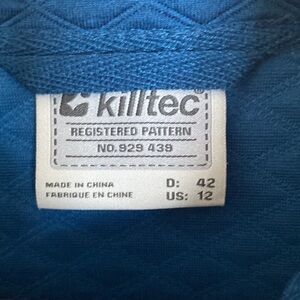 killtec
REGISTERED PATTERN
NO. 929 439
MADE IN CHINA
FABRIQUE EN CHINE
D: 42
US: 12